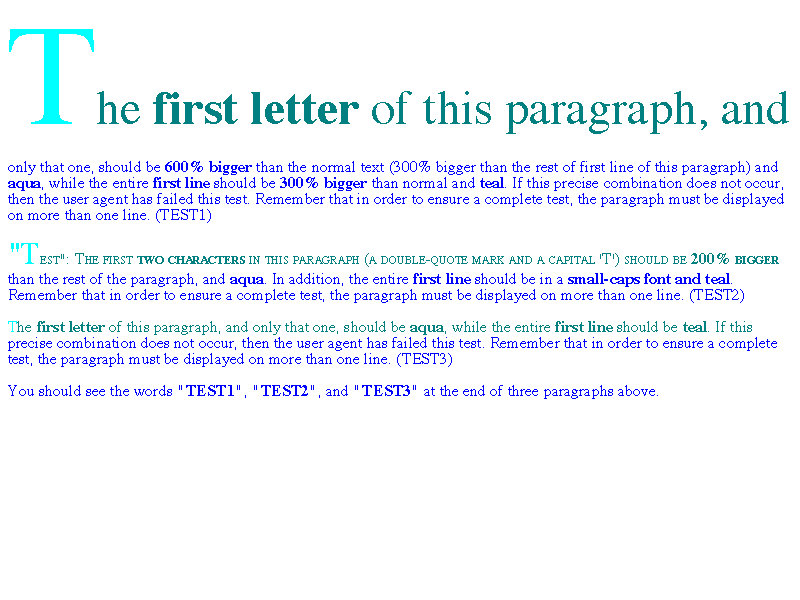 The first letter of this paragraph, and
only that one, should be 600% bigger than the normal text (300% bigger than the rest of first line of this paragraph) and
aqua, while the entire first line should be 300% bigger than normal and teal. If this precise combination does not occur,
then the user agent has failed this test. Remember that in order to ensure a complete test, the paragraph must be displayed
on more than one line. (TEST1)
"Test": The first two characters in this paragraph (a double-quote mark and a capital 'T') should be 200% bigger
than the rest of the paragraph, and aqua. In addition, the entire first line should be in a small-caps font and teal.
Remember that in order to ensure a complete test, the paragraph must be displayed on more than one line. (TEST2)
The first letter of this paragraph, and only that one, should be aqua, while the entire first line should be teal. If this
precise combination does not occur, then the user agent has failed this test. Remember that in order to ensure a complete
test, the paragraph must be displayed on more than one line. (TEST3)
You should see the words "TEST1", "TEST2", and "TEST3" at the end of three paragraphs above.